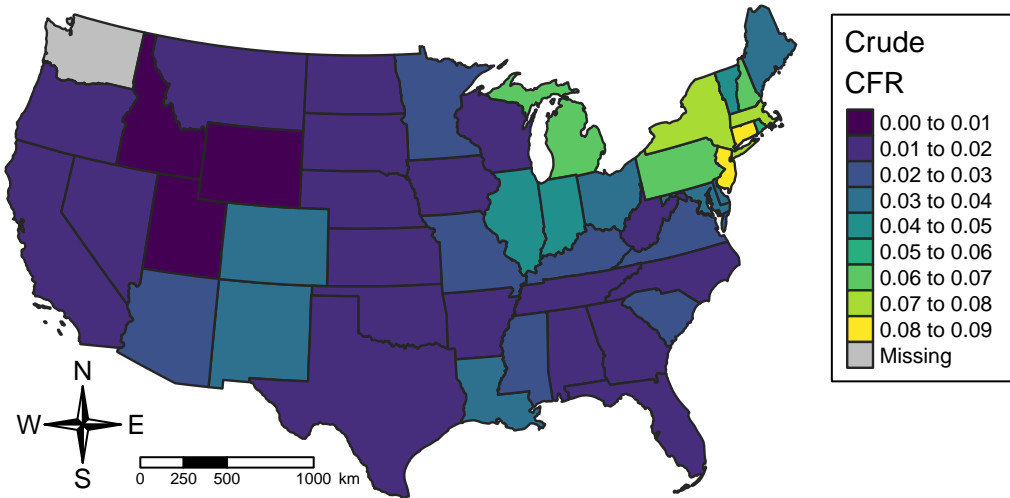 Crude
CFR
0.00 to 0.01
0.01 to 0.02
0.02 to 0.03
0.03 to 0.04
0.04 to 0.05
0.05 to 0.06
0.06 to 0.07
0.07 to 0.08
0.08 to 0.09
Missing
N
W E
S
0 250 500 1000 km